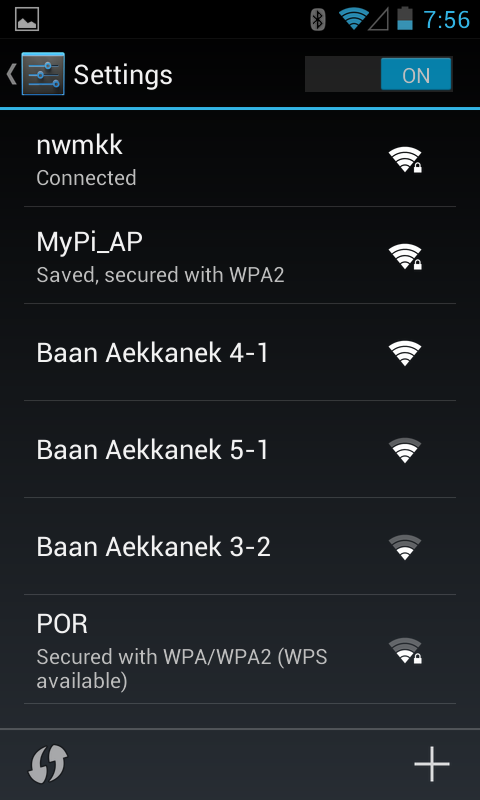 7:56
Settings
ON
nwmkk
Connected
MyPi_AP
Saved, secured with WPA2
Baan Aekkanek 4-1
Baan Aekkanek 5-1
Baan Aekkanek 3-2
POR
Secured with WPA/WPA2 (WPS
available)